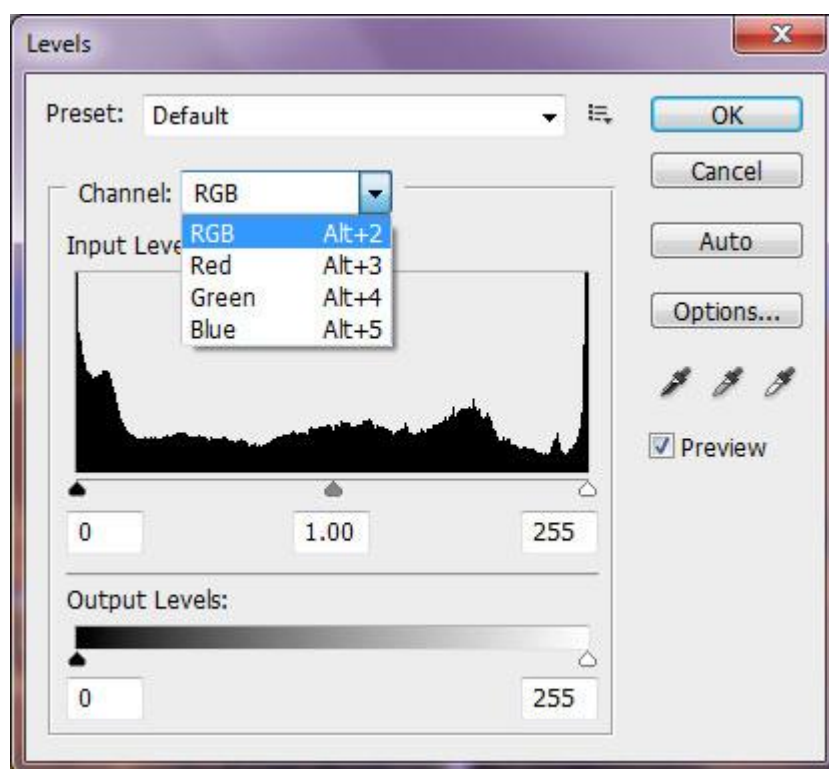 Levels
Preset: Default
OK
Channel: RGB
Cancel
RGB Alt+2
Input Leve
Auto
Red Alt+3
Green Alt+4
Blue Alt+5
Options...
Preview
0 1.00 255
Output Levels:
0 255